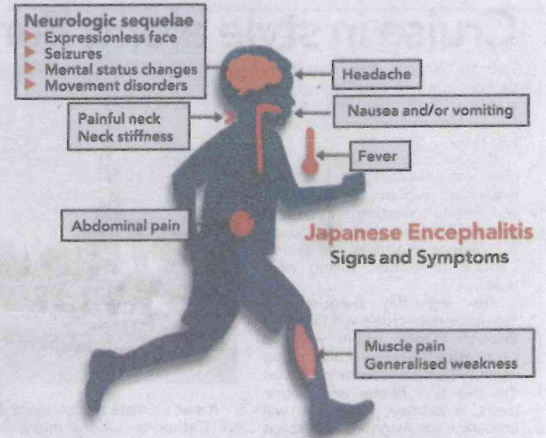 Neurologic sequelae
Expressionless face
Seizures
Mental status changes
Movement disorders
Headache
Nausea and/or vomiting
Painful neck
Neck stiffness
Fever
Abdominal pain
Japanese Encephalitis
Signs and Symptoms
Muscle pain
Generalised weakness